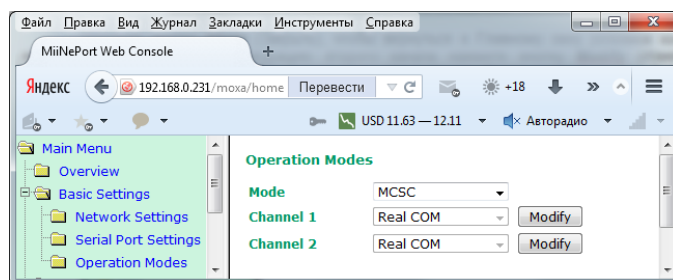 Файл Правка Вид Журнал Закладки Инструменты Справка
MiiNePort Web Console +
Яндекс 192.168.0.231/moxa/home Перевести +18 »
USD 11.63 — 12.11 Авторадио
Main Menu
Overview
Basic Settings
Network Settings
Serial Port Settings
Operation Modes
Operation Modes
Mode MCSC
Channel 1 Real COM Modify
Channel 2 Real COM Modify